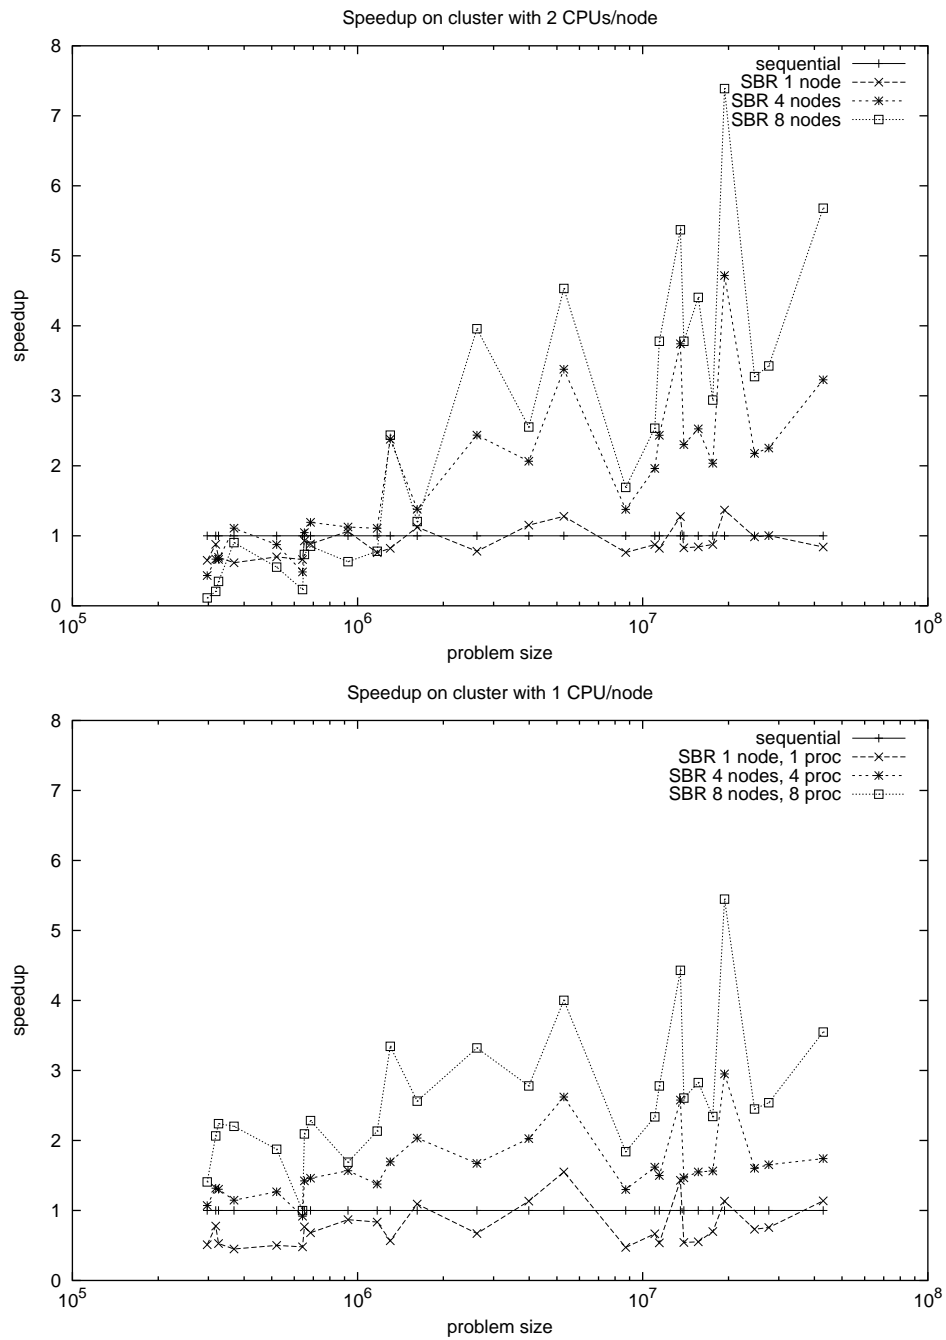 Speedup on cluster with 2 CPUs/node
8
7
6
5
4
3
2
1
0
speedup
sequential
SBR 1 node
SBR 4 nodes
SBR 8 nodes
10^5 10^6 10^7 10^8
problem size
Speedup on cluster with 1 CPU/node
8
7
6
5
4
3
2
1
0
speedup
sequential
SBR 1 node, 1 proc
SBR 4 nodes, 4 proc
SBR 8 nodes, 8 proc
10^5 10^6 10^7 10^8
problem size